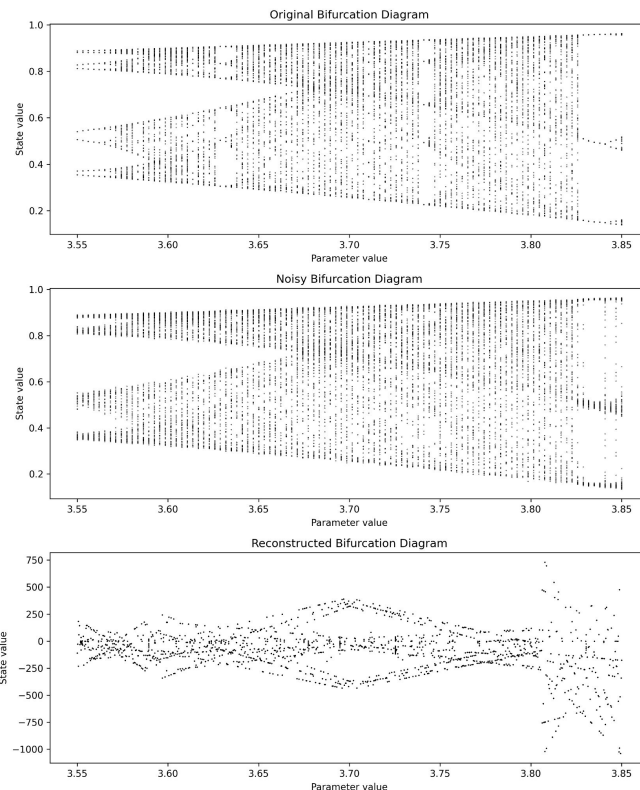 Original Bifurcation Diagram
State value
1.0
0.8
0.6
0.4
0.2
3.55 3.60 3.65 3.70 3.75 3.80 3.85
Parameter value
Noisy Bifurcation Diagram
State value
1.0
0.8
0.6
0.4
0.2
3.55 3.60 3.65 3.70 3.75 3.80 3.85
Parameter value
Reconstructed Bifurcation Diagram
State value
750
500
250
0
−250
−500
−750
−1000
3.55 3.60 3.65 3.70 3.75 3.80 3.85
Parameter value